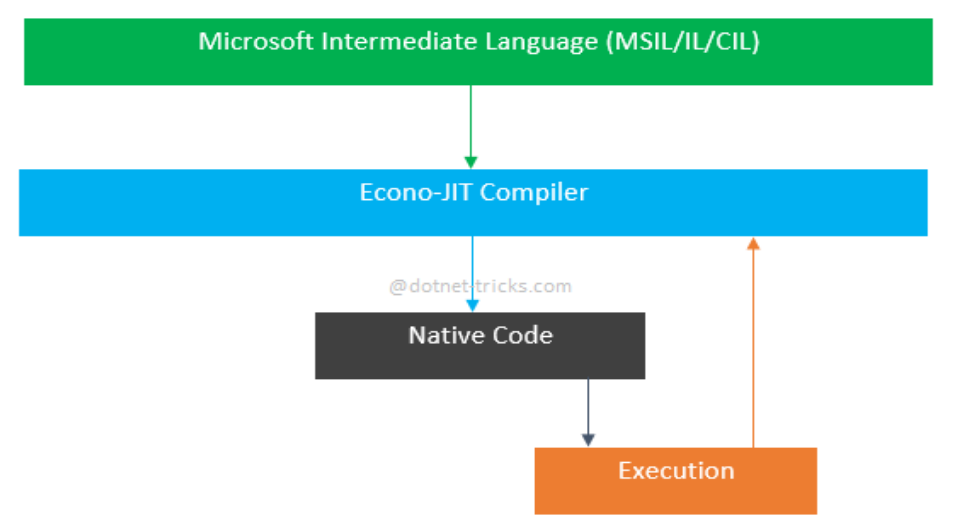 Microsoft Intermediate Language (MSIL/IL/CIL)
Econo-JIT Compiler
@dotnet-tricks.com
Native Code
Execution